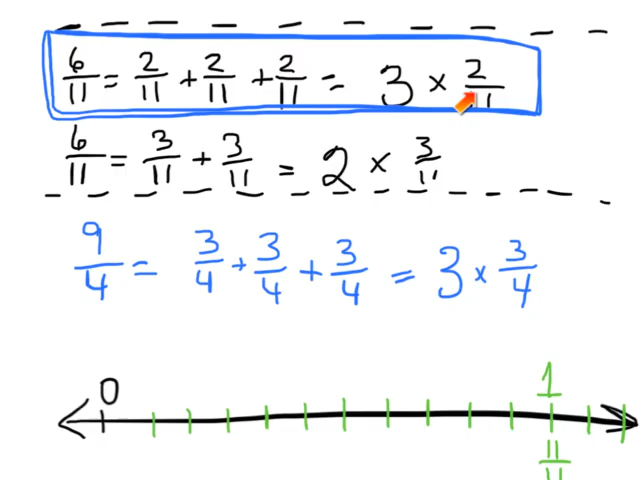 6/11 = 2/11 + 2/11 + 2/11 = 3 × 2/11
6/11 = 3/11 + 3/11 = 2 × 3/11
9/4 = 3/4 + 3/4 + 3/4 = 3 × 3/4
0 1
11/11